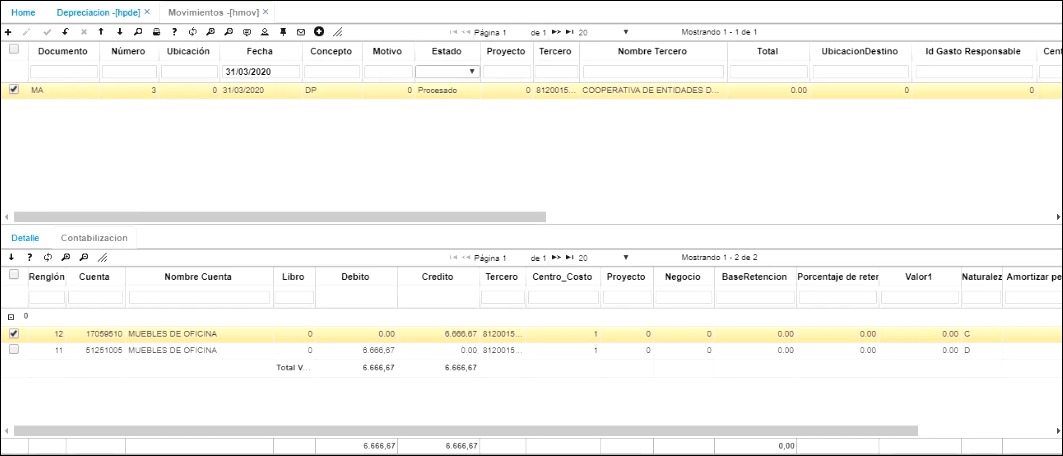 Home Depreciacion -[hpde] × Movimientos -[hmov] ×
Página 1 de 1 20 Mostrando 1 - 1 de 1
Documento Número Ubicación Fecha Concepto Motivo Estado Proyecto Tercero Nombre Tercero Total UbicacionDestino Id Gasto Responsable Cent
31/03/2020
MA 3 0 31/03/2020 DP 0 Procesado 0 8120015... COOPERATIVA DE ENTIDADES D... 0.00 0 0
Detalle Contabilizacion
Página 1 de 1 20 Mostrando 1 - 2 de 2
Renglón Cuenta Nombre Cuenta Libro Debito Credito Tercero Centro_Costo Proyecto Negocio BaseRetencion Porcentaje de reter Valor1 Naturalez Amortizar pe
0
12 17059510 MUEBLES DE OFICINA 0 0.00 6.666,67 8120015... 1 0 0 0.00 0.00 0.00 C
11 51251005 MUEBLES DE OFICINA 0 6.666,67 0.00 8120015... 1 0 0 0.00 0.00 0.00 D
Total V... 6.666,67 6.666,67
6.666,67 6.666,67 0,00